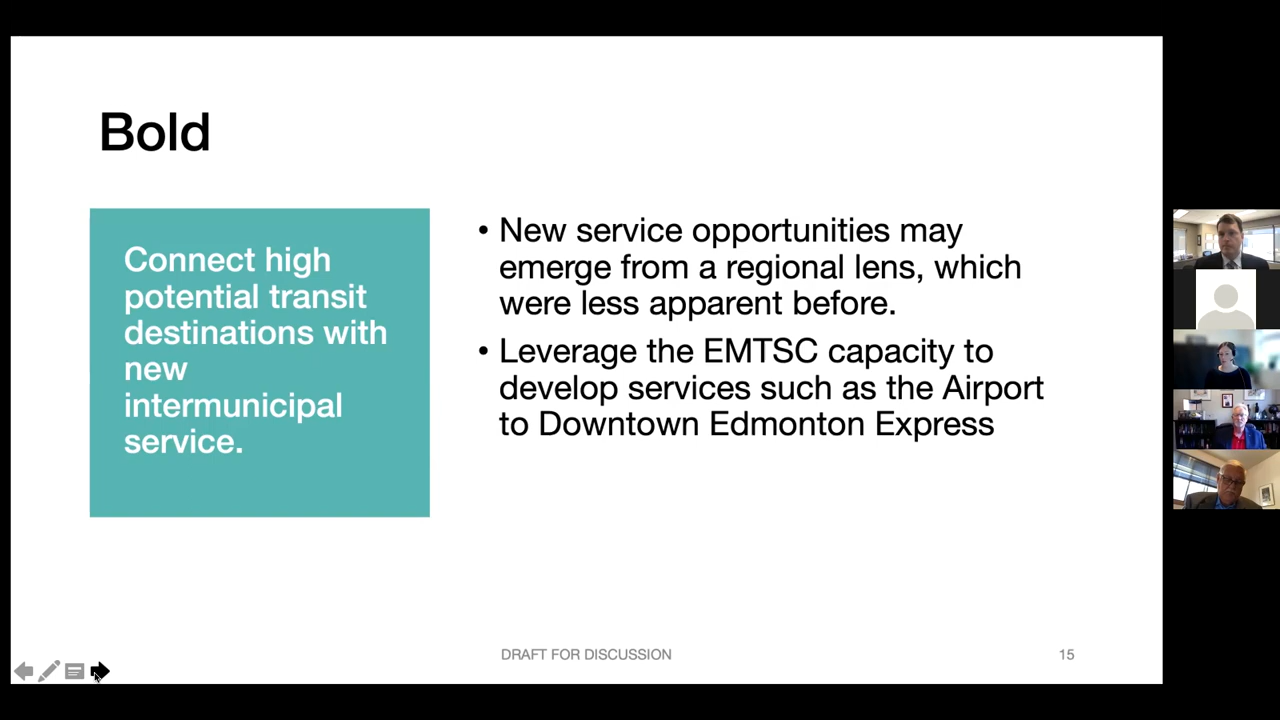 Bold
Connect high
potential transit
destinations with
new
intermunicipal
service.
• New service opportunities may
emerge from a regional lens, which
were less apparent before.
• Leverage the EMTSC capacity to
develop services such as the Airport
to Downtown Edmonton Express
DRAFT FOR DISCUSSION
15